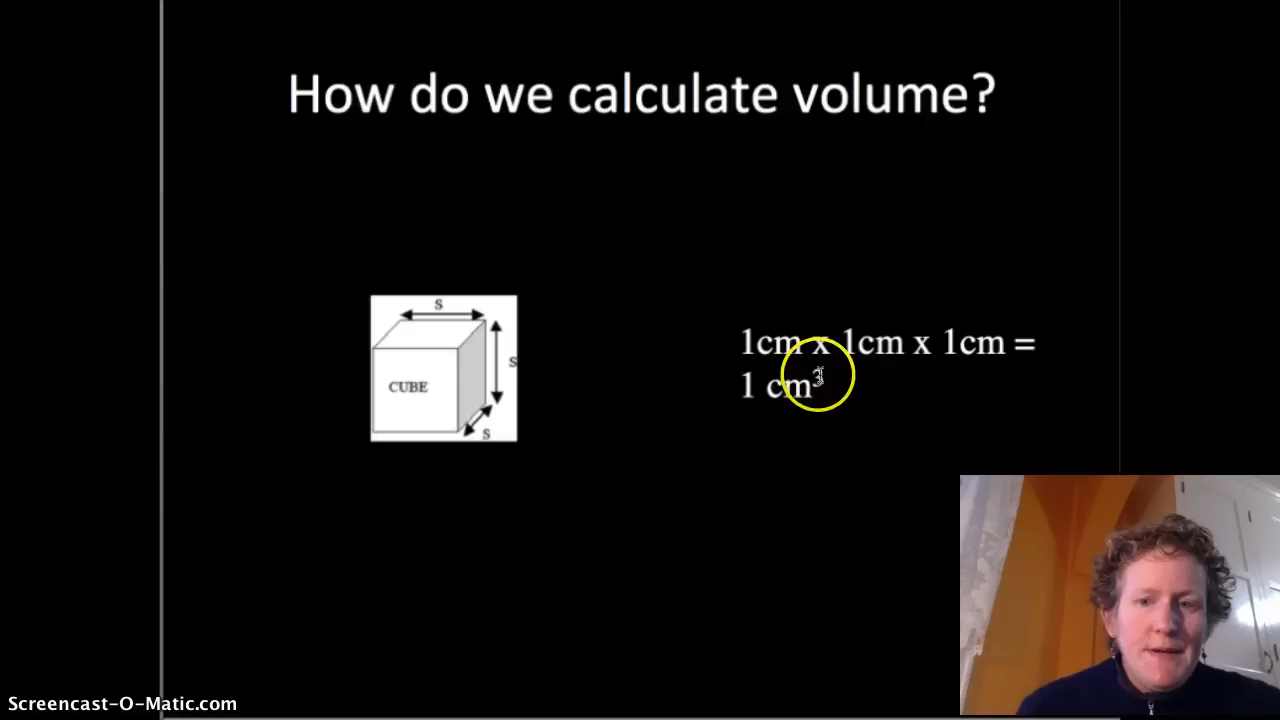 How do we calculate volume?
S
S
CUBE
S
1cm x 1cm x 1cm =
1 cm³
Screencast-O-Matic.com